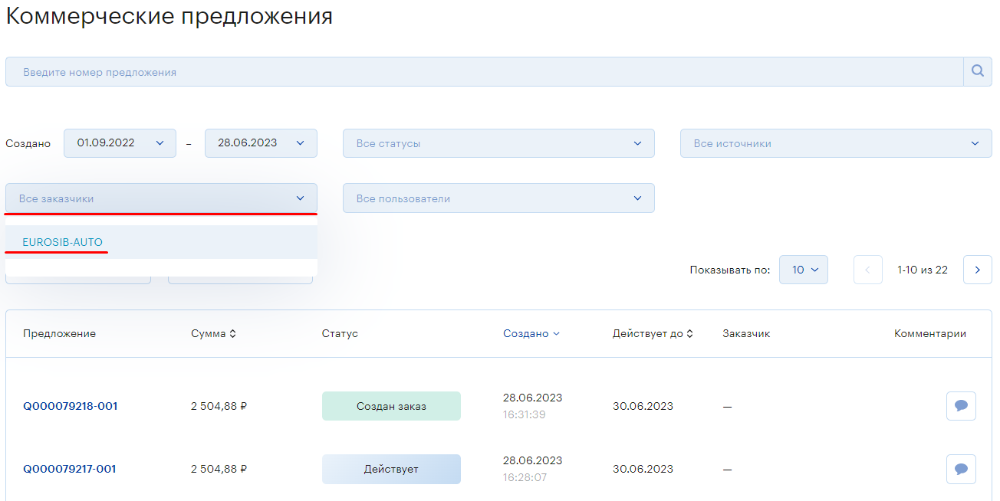 Коммерческие предложения
Введите номер предложения
Создано 01.09.2022 – 28.06.2023 Все статусы Все источники
Все заказчики Все пользователи
EUROSIB-AUTO
Показывать по: 10 1-10 из 22
Предложение Сумма Статус Создано Действует до Заказчик Комментарии
Q000079218-001 2 504,88 ₽ Создан заказ 28.06.2023 30.06.2023 —
16:31:39
Q000079217-001 2 504,88 ₽ Действует 28.06.2023 30.06.2023 —
16:28:07